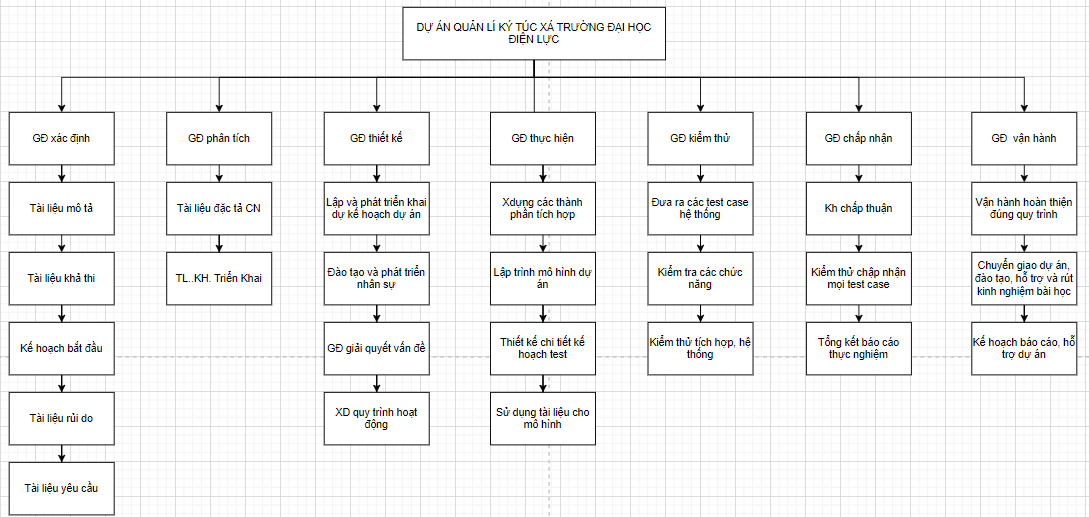 DỰ ÁN QUẢN LÍ KÝ TÚC XÁ TRƯỜNG ĐẠI HỌC
ĐIỆN LỰC
GĐ xác định
GĐ phân tích
GĐ thiết kế
GĐ thực hiện
GĐ kiểm thử
GĐ chấp nhận
GĐ vận hành
Tài liệu mô tả
Tài liệu đặc tả CN
Lập và phát triển khai
dự kế hoạch dự án
Xdựng các thành
phần tích hợp
Đưa ra các test case
hệ thống
Kh chấp thuận
Vận hành hoàn thiện
đúng quy trình
Tài liệu khả thi
TL..KH. Triển Khai
Đào tạo và phát triển
nhân sự
Lập trình mô hình dự
án
Kiểm tra các chức
năng
Kiểm thử chập nhận
mọi test case
Chuyển giao dự án,
đào tạo, hỗ trợ và rút
kinh nghiệm bài học
Kế hoạch bắt đầu
GĐ giải quyết vấn đề
Thiết kế chi tiết kế
hoạch test
Kiểm thử tích hợp, hệ
thống
Tổng kết báo cáo
thực nghiệm
Kế hoạch báo cáo, hỗ
trợ dự án
Tài liệu rủi do
XD quy trình hoạt
động
Sử dụng tài liệu cho
mô hình
Tài liệu yêu cầu